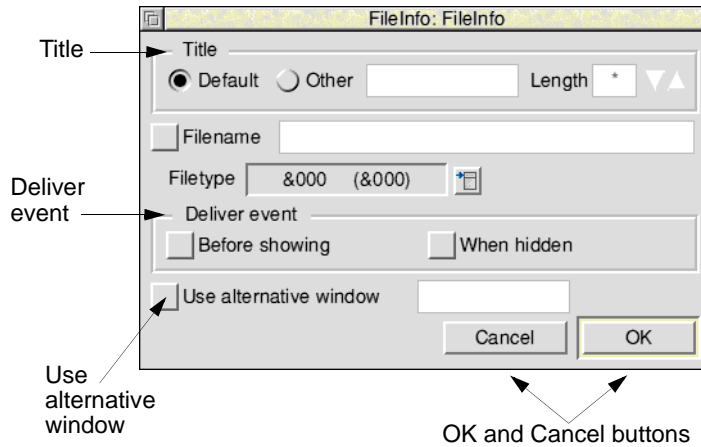 FileInfo: FileInfo
Title
Title
Default Other Length *
Filename
Filetype &000 (&000)
Deliver event
Deliver event
Before showing When hidden
Use alternative window
Cancel OK
Use alternative window
OK and Cancel buttons